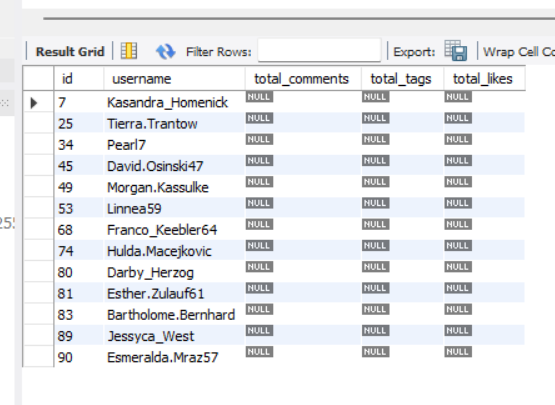 Result Grid Filter Rows: Export: Wrap Cell Co
id username total_comments total_tags total_likes
7 Kasandra_Homenick NULL NULL NULL
25 Tierra.Trantow NULL NULL NULL
34 Pearl7 NULL NULL NULL
45 David.Osinski47 NULL NULL NULL
49 Morgan.Kassulke NULL NULL NULL
53 Linnea59 NULL NULL NULL
68 Franco_Keebler64 NULL NULL NULL
74 Hulda.Macejkovic NULL NULL NULL
80 Darby_Herzog NULL NULL NULL
81 Esther.Zulauf61 NULL NULL NULL
83 Bartholome.Bernhard NULL NULL NULL
89 Jessyca_West NULL NULL NULL
90 Esmeralda.Mraz57 NULL NULL NULL